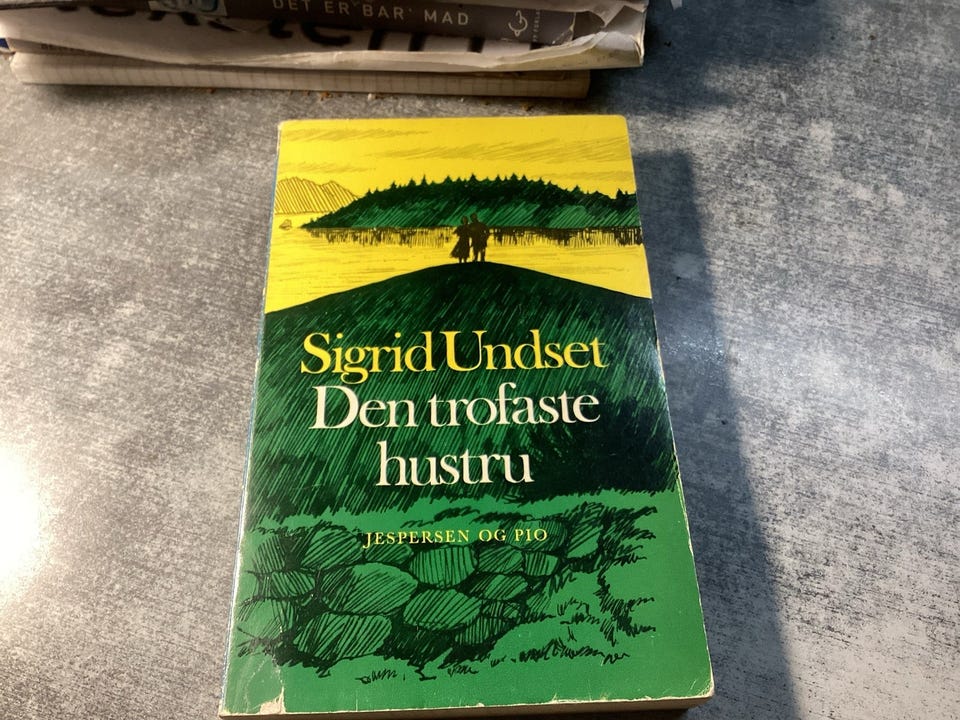 DET ER BAR' MAD
Sigrid Undset
Den trofaste
hustru
JESPERSEN OG PIO